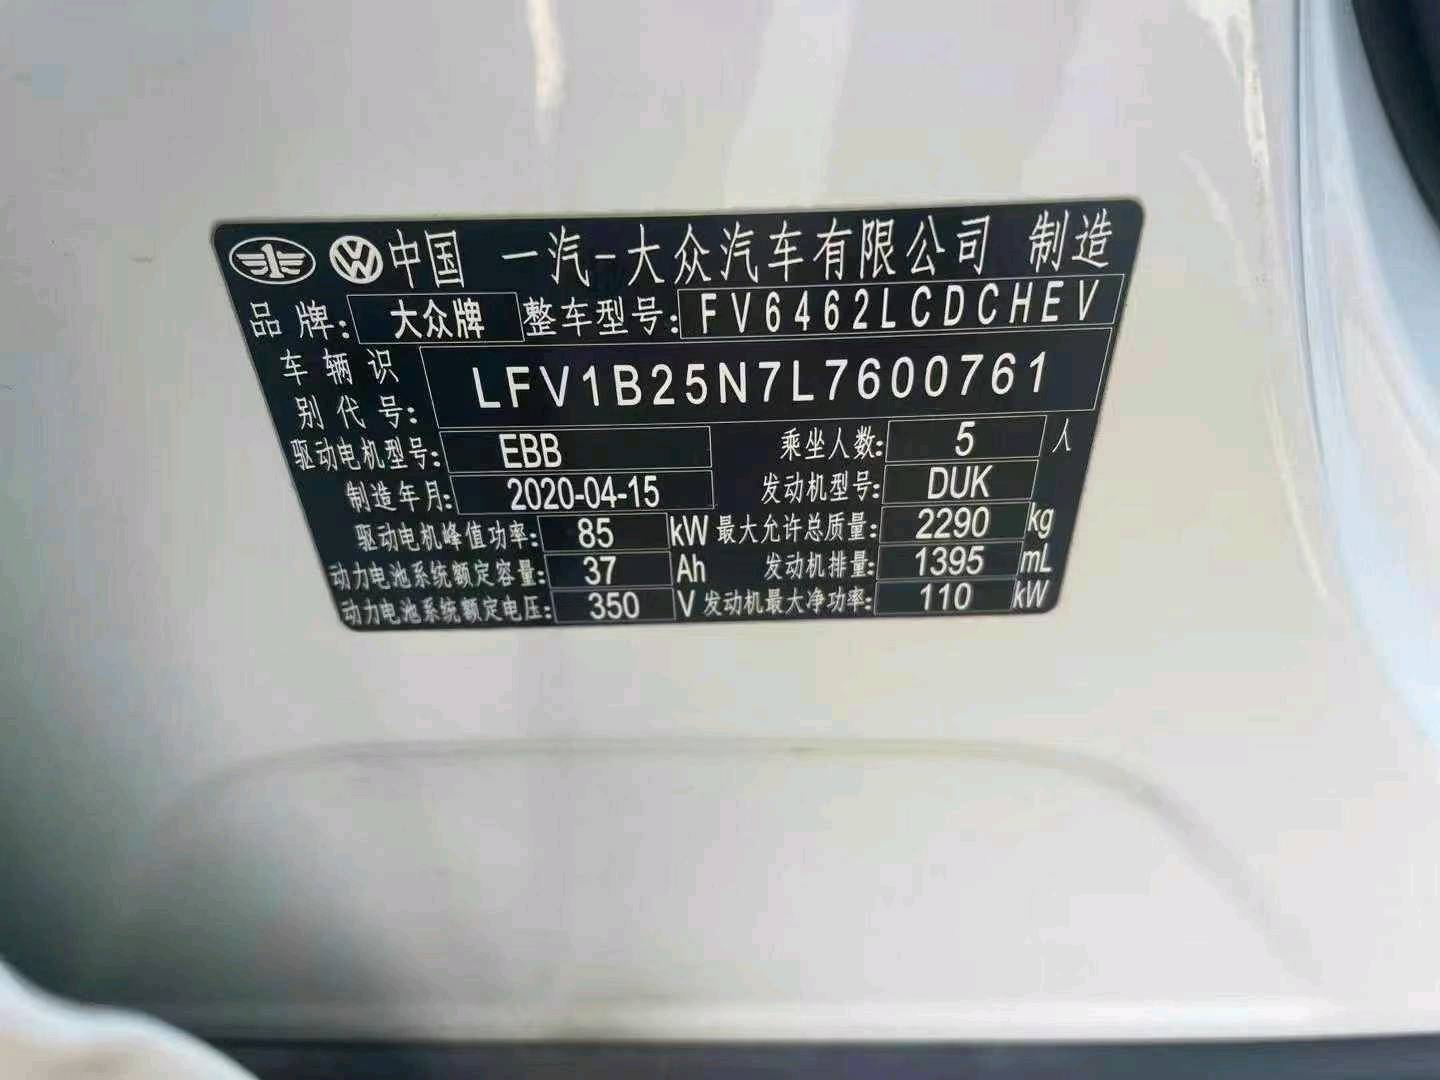 中国 一汽-大众汽车有限公司 制造
品牌: 大众牌 整车型号: FV6462LCDCHEV
车辆识别代号: LFV1B25N7L7600761
驱动电机型号: EBB 乘坐人数: 5 人
制造年月: 2020-04-15 发动机型号: DUK
驱动电机峰值功率: 85 kW 最大允许总质量: 2290 kg
动力电池系统额定容量: 37 Ah 发动机排量: 1395 mL
动力电池系统额定电压: 350 V 发动机最大净功率: 110 kW